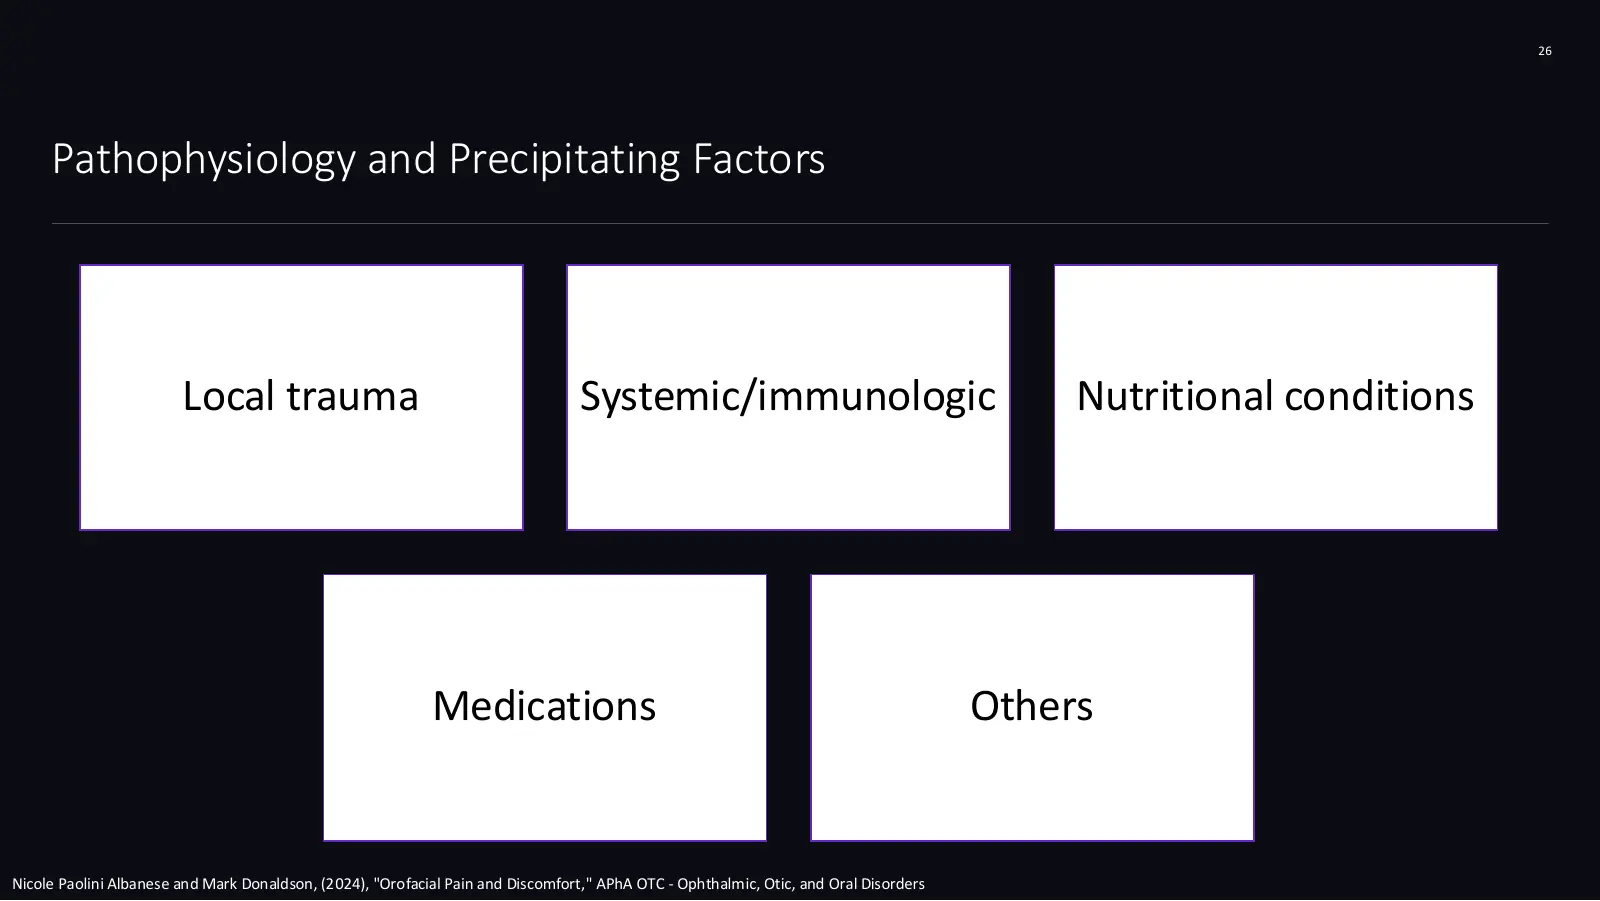 26
Pathophysiology and Precipitating Factors
Local trauma
Systemic/immunologic
Nutritional conditions
Medications
Others
Nicole Paolini Albanese and Mark Donaldson, (2024), "Orofacial Pain and Discomfort," APhA OTC - Ophthalmic, Otic, and Oral Disorders